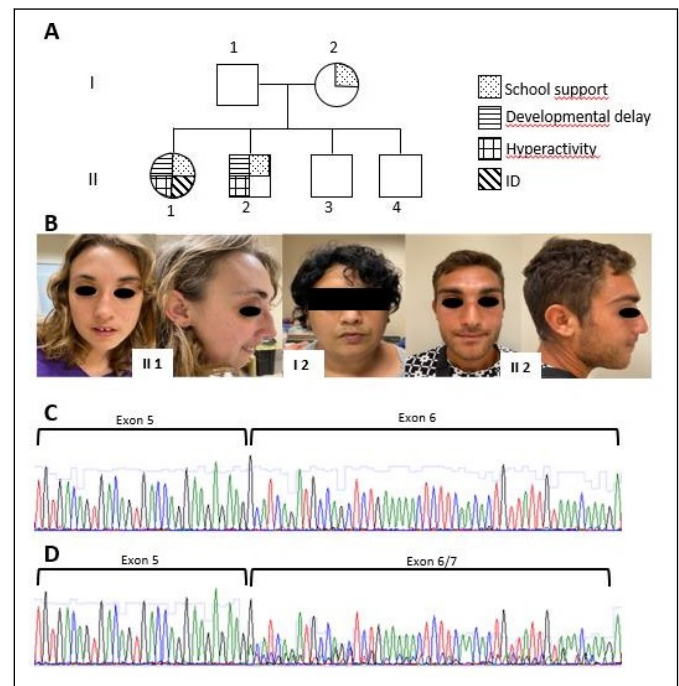 A
1 2
I
School support
Developmental delay
Hyperactivity
ID
II
1 2 3 4
B
II 1 I 2 II 2
C
Exon 5 Exon 6
D
Exon 5 Exon 6/7